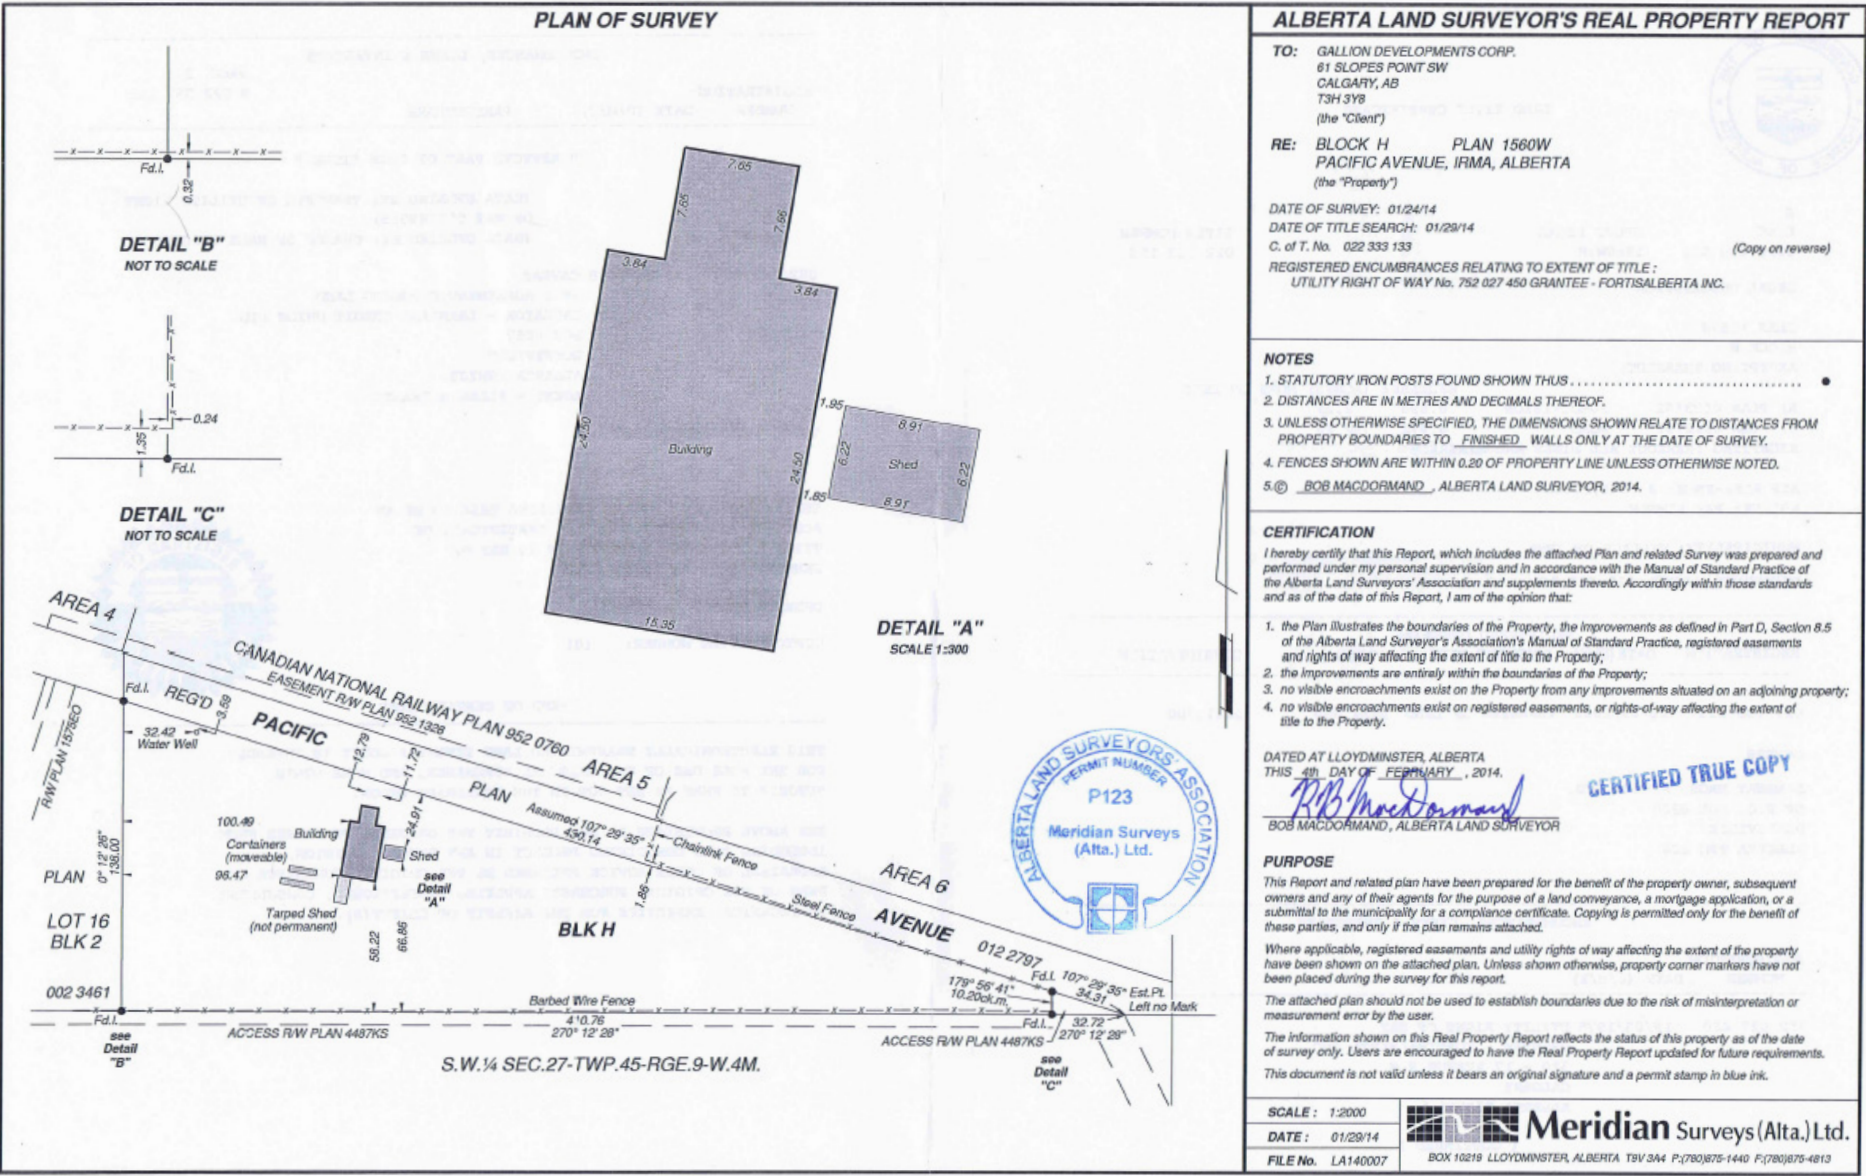 PLAN OF SURVEY
Fd.I.
0.32
DETAIL "B"
NOT TO SCALE
0.24
1.35
Fd.I.
DETAIL "C"
NOT TO SCALE
7.65
7.65
7.66
3.84
3.84
24.50
Building
24.50
15.35
1.95
8.91
6.22
Shed
6.22
1.85
8.91
DETAIL "A"
SCALE 1:300
AREA 4
CANADIAN NATIONAL RAILWAY PLAN 952 0760
EASEMENT R/W PLAN 952 1328
Fd.I.
REG'D
3.59
PACIFIC
32.42
Water Well
R/W PLAN 1575EO
12.79
11.72
AREA 5
PLAN
Assumed 107° 29' 35"
430.14
Chainlink Fence
24.91
100.49
Building
Containers
(moveable)
96.47
Shed
see
Detail
"A"
0° 12' 26"
138.00
1.86
Steel Fence
AREA 6
AVENUE
012 2797
PLAN
LOT 16
BLK 2
Tarped Shed
(not permanent)
58.22
66.86
BLK H
Fd.I.
107° 29' 35"
34.31
Est.Pt.
Left no Mark
179° 56' 41"
10.20ck.m.
002 3461
Fd.I.
Barbed Wire Fence
410.76
270° 12' 28"
ACCESS R/W PLAN 4487KS
Fd.I.
32.72
270° 12' 28"
ACCESS R/W PLAN 4487KS
see
Detail
"B"
see
Detail
"C"
S.W.¼ SEC.27-TWP.45-RGE.9-W.4M.
ALBERTA LAND SURVEYORS' ASSOCIATION
PERMIT NUMBER
P123
Meridian Surveys
(Alta.) Ltd.
ALBERTA LAND SURVEYOR'S REAL PROPERTY REPORT
TO: GALLION DEVELOPMENTS CORP.
61 SLOPES POINT SW
CALGARY, AB
T3H 3Y8
(the "Client")
RE: BLOCK H PLAN 1560W
PACIFIC AVENUE, IRMA, ALBERTA
(the "Property")
DATE OF SURVEY: 01/24/14
DATE OF TITLE SEARCH: 01/29/14
C. of T. No. 022 333 133 (Copy on reverse)
REGISTERED ENCUMBRANCES RELATING TO EXTENT OF TITLE :
UTILITY RIGHT OF WAY No. 752 027 450 GRANTEE - FORTISALBERTA INC.
NOTES
1. STATUTORY IRON POSTS FOUND SHOWN THUS
2. DISTANCES ARE IN METRES AND DECIMALS THEREOF.
3. UNLESS OTHERWISE SPECIFIED, THE DIMENSIONS SHOWN RELATE TO DISTANCES FROM
PROPERTY BOUNDARIES TO FINISHED WALLS ONLY AT THE DATE OF SURVEY.
4. FENCES SHOWN ARE WITHIN 0.20 OF PROPERTY LINE UNLESS OTHERWISE NOTED.
5.© BOB MACDORMAND, ALBERTA LAND SURVEYOR, 2014.
CERTIFICATION
I hereby certify that this Report, which includes the attached Plan and related Survey was prepared and
performed under my personal supervision and in accordance with the Manual of Standard Practice of
the Alberta Land Surveyors' Association and supplements thereto. Accordingly within those standards
and as of the date of this Report, I am of the opinion that:
1. the Plan illustrates the boundaries of the Property, the improvements as defined in Part D, Section 8.5
of the Alberta Land Surveyor's Association's Manual of Standard Practice, registered easements
and rights of way affecting the extent of title to the Property;
2. the improvements are entirely within the boundaries of the Property;
3. no visible encroachments exist on the Property from any improvements situated on an adjoining property;
4. no visible encroachments exist on registered easements, or rights-of-way affecting the extent of
title to the Property.
DATED AT LLOYDMINSTER, ALBERTA
THIS 4th DAY OF FEBRUARY, 2014.
RB MacDormand
BOB MACDORMAND, ALBERTA LAND SURVEYOR
CERTIFIED TRUE COPY
PURPOSE
This Report and related plan have been prepared for the benefit of the property owner, subsequent
owners and any of their agents for the purpose of a land conveyance, a mortgage application, or a
submittal to the municipality for a compliance certificate. Copying is permitted only for the benefit of
these parties, and only if the plan remains attached.
Where applicable, registered easements and utility rights of way affecting the extent of the property
have been shown on the attached plan. Unless shown otherwise, property corner markers have not
been placed during the survey for this report.
The attached plan should not be used to establish boundaries due to the risk of misinterpretation or
measurement error by the user.
The information shown on this Real Property Report reflects the status of this property as of the date
of survey only. Users are encouraged to have the Real Property Report updated for future requirements.
This document is not valid unless it bears an original signature and a permit stamp in blue ink.
SCALE : 1:2000
DATE : 01/29/14
FILE No. LA140007
Meridian Surveys (Alta.) Ltd.
BOX 10219 LLOYDMINSTER, ALBERTA T9V 3A4 P:(780)875-1440 F:(780)875-4813